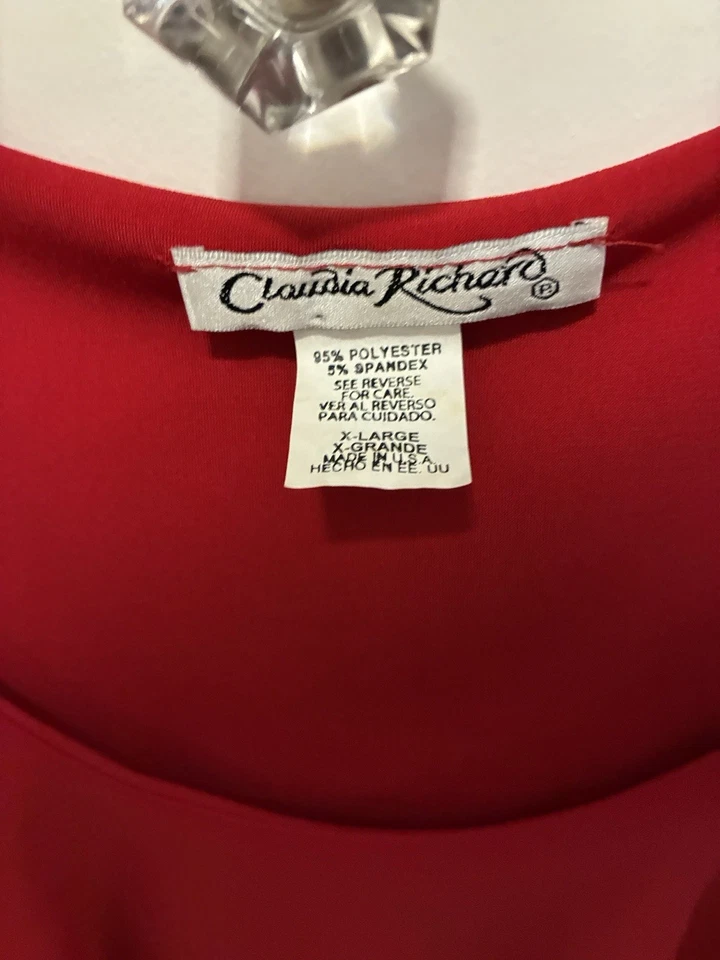 Claudia Richard ®
95% POLYESTER
5% SPANDEX
SEE REVERSE
FOR CARE.
VER AL REVERSO
PARA CUIDADO.
X-LARGE
X-GRANDE
MADE IN U.S.A.
HECHO EN EE. UU